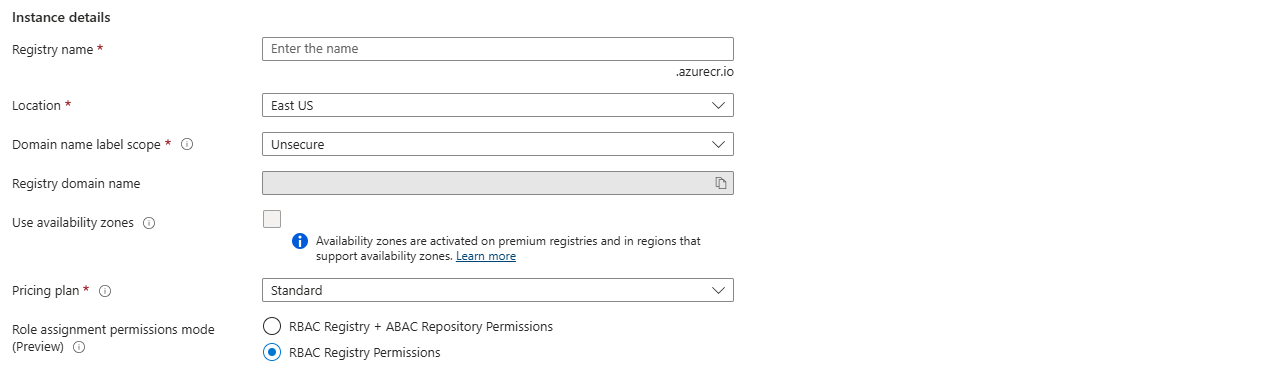 Instance details
Registry name *
Enter the name
.azurecr.io
Location *
East US
Domain name label scope *
Unsecure
Registry domain name
Use availability zones
Availability zones are activated on premium registries and in regions that
support availability zones. Learn more
Pricing plan *
Standard
Role assignment permissions mode
(Preview)
RBAC Registry + ABAC Repository Permissions
RBAC Registry Permissions